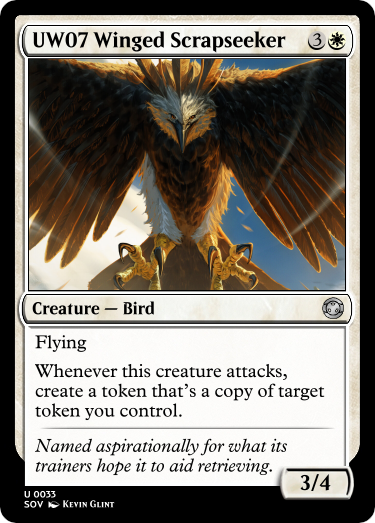 UW07 Winged Scrapseeker 3
Creature — Bird
Flying
Whenever this creature attacks,
create a token that's a copy of target
token you control.
Named aspirationally for what its
trainers hope it to aid retrieving.
3/4
U 0033
SOV Kevin Glint